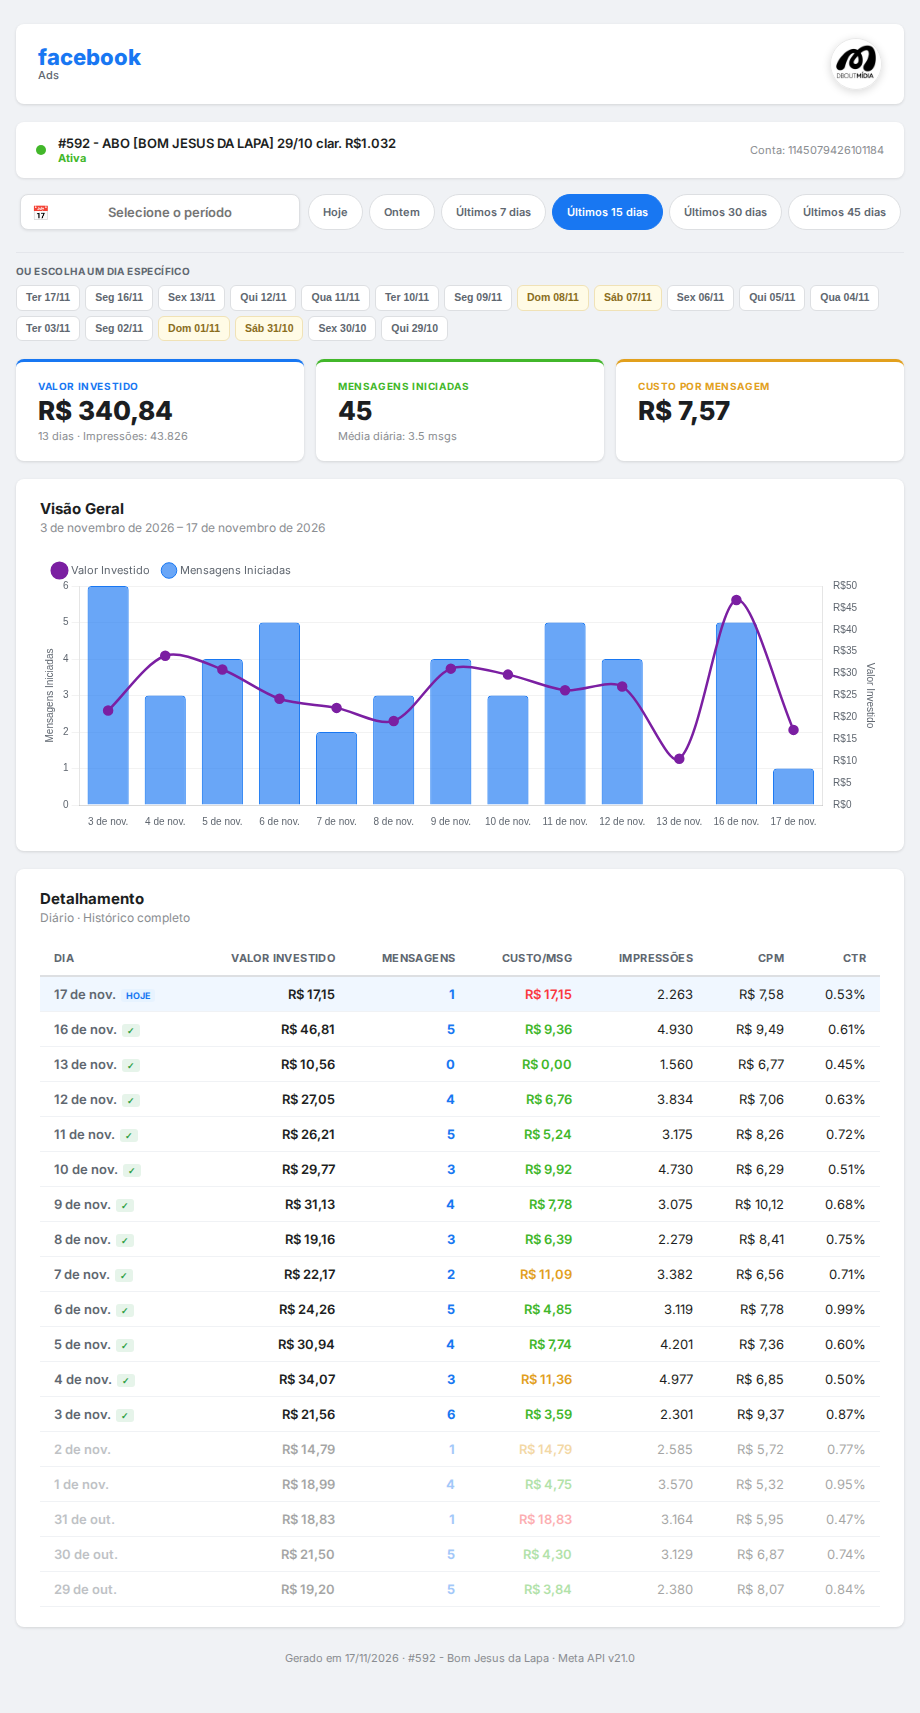 facebook
Ads
DBOUTMÍDIA
#592 - ABO [BOM JESUS DA LAPA] 29/10 clar. R$1.032
Ativa
Conta: 1145079426101184
Selecione o período
Hoje
Ontem
Últimos 7 dias
Últimos 15 dias
Últimos 30 dias
Últimos 45 dias
OU ESCOLHA UM DIA ESPECÍFICO
Ter 17/11 Seg 16/11 Sex 13/11 Qui 12/11 Qua 11/11 Ter 10/11 Seg 09/11 Dom 08/11 Sáb 07/11 Sex 06/11 Qui 05/11 Qua 04/11
Ter 03/11 Seg 02/11 Dom 01/11 Sáb 31/10 Sex 30/10 Qui 29/10
VALOR INVESTIDO
R$ 340,84
13 dias · Impressões: 43.826
MENSAGENS INICIADAS
45
Média diária: 3.5 msgs
CUSTO POR MENSAGEM
R$ 7,57
Visão Geral
3 de novembro de 2026 – 17 de novembro de 2026
Valor Investido Mensagens Iniciadas
6
5
4
3
2
1
0
Mensagens Iniciadas
R$50
R$45
R$40
R$35
R$30
R$25
R$20
R$15
R$10
R$5
R$0
Valor Investido
3 de nov. 4 de nov. 5 de nov. 6 de nov. 7 de nov. 8 de nov. 9 de nov. 10 de nov. 11 de nov. 12 de nov. 13 de nov. 16 de nov. 17 de nov.
Detalhamento
Diário · Histórico completo
DIA VALOR INVESTIDO MENSAGENS CUSTO/MSG IMPRESSÕES CPM CTR
17 de nov. HOJE R$ 17,15 1 R$ 17,15 2.263 R$ 7,58 0.53%
16 de nov. ✓ R$ 46,81 5 R$ 9,36 4.930 R$ 9,49 0.61%
13 de nov. ✓ R$ 10,56 0 R$ 0,00 1.560 R$ 6,77 0.45%
12 de nov. ✓ R$ 27,05 4 R$ 6,76 3.834 R$ 7,06 0.63%
11 de nov. ✓ R$ 26,21 5 R$ 5,24 3.175 R$ 8,26 0.72%
10 de nov. ✓ R$ 29,77 3 R$ 9,92 4.730 R$ 6,29 0.51%
9 de nov. ✓ R$ 31,13 4 R$ 7,78 3.075 R$ 10,12 0.68%
8 de nov. ✓ R$ 19,16 3 R$ 6,39 2.279 R$ 8,41 0.75%
7 de nov. ✓ R$ 22,17 2 R$ 11,09 3.382 R$ 6,56 0.71%
6 de nov. ✓ R$ 24,26 5 R$ 4,85 3.119 R$ 7,78 0.99%
5 de nov. ✓ R$ 30,94 4 R$ 7,74 4.201 R$ 7,36 0.60%
4 de nov. ✓ R$ 34,07 3 R$ 11,36 4.977 R$ 6,85 0.50%
3 de nov. ✓ R$ 21,56 6 R$ 3,59 2.301 R$ 9,37 0.87%
2 de nov. R$ 14,79 1 R$ 14,79 2.585 R$ 5,72 0.77%
1 de nov. R$ 18,99 4 R$ 4,75 3.570 R$ 5,32 0.95%
31 de out. R$ 18,83 1 R$ 18,83 3.164 R$ 5,95 0.47%
30 de out. R$ 21,50 5 R$ 4,30 3.129 R$ 6,87 0.74%
29 de out. R$ 19,20 5 R$ 3,84 2.380 R$ 8,07 0.84%
Gerado em 17/11/2026 · #592 - Bom Jesus da Lapa · Meta API v21.0